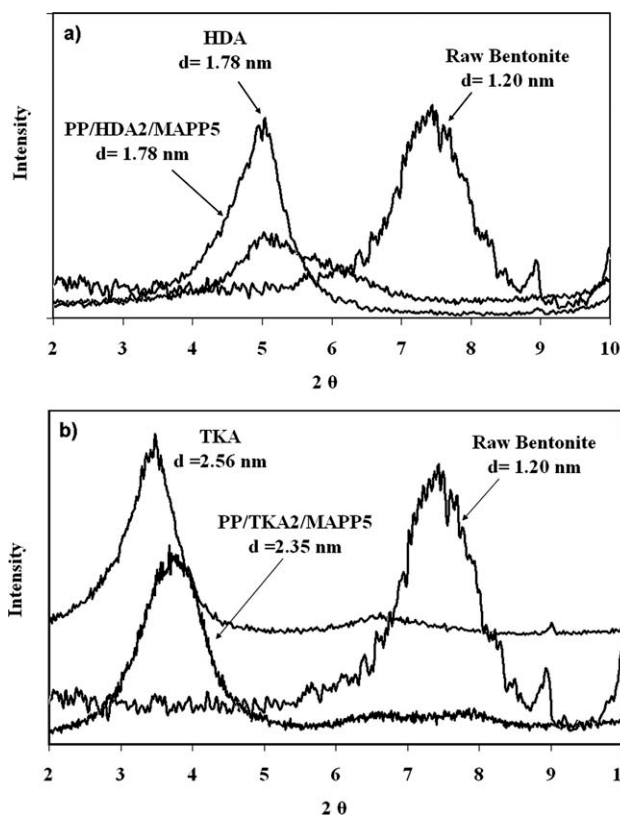 a)
HDA
d= 1.78 nm
Raw Bentonite
d= 1.20 nm
PP/HDA2/MAPP5
d= 1.78 nm
Intensity
2 3 4 5 6 7 8 9 10
2 θ
b)
TKA
d =2.56 nm
Raw Bentonite
d= 1.20 nm
PP/TKA2/MAPP5
d =2.35 nm
Intensity
2 3 4 5 6 7 8 9 1
2 θ